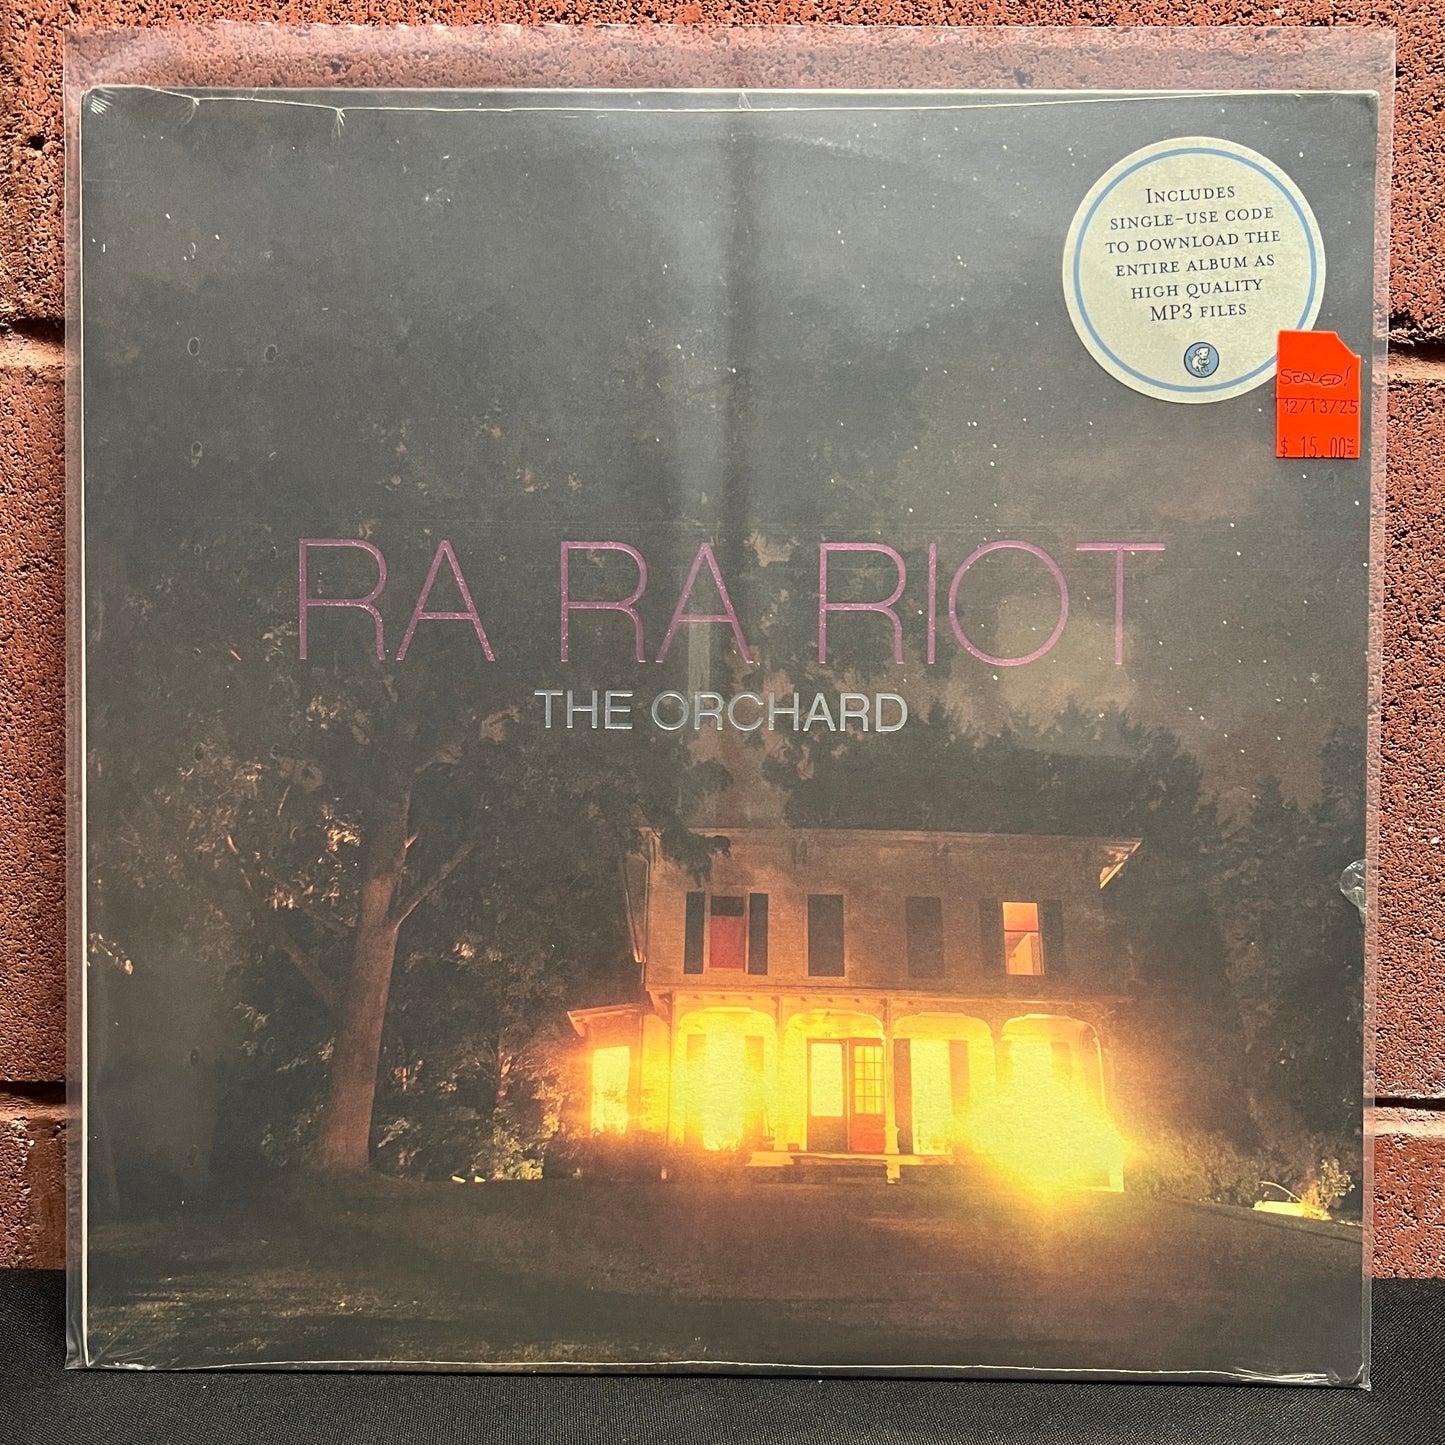 Includes
single-use code
to download the
entire album as
high quality
MP3 files
SEALED!
12/13/25
$ 15.00
RA RA RIOT
THE ORCHARD